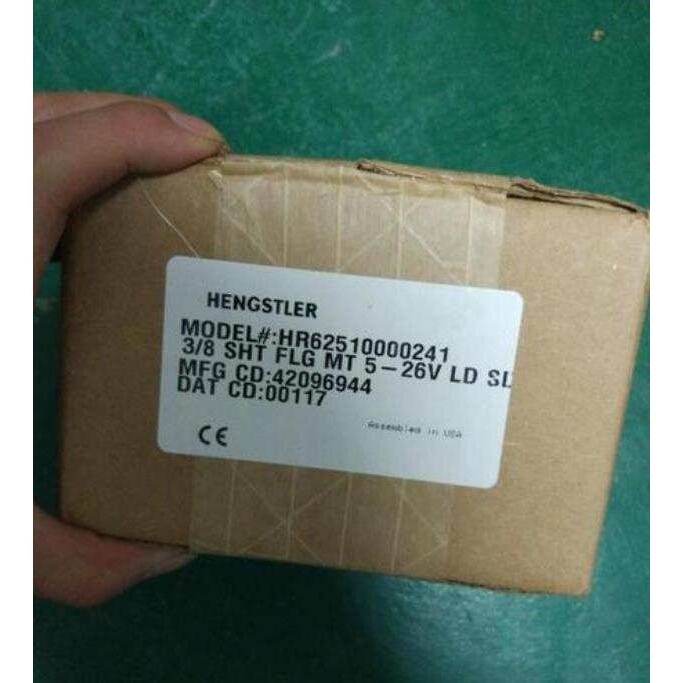 HENGSTLER
MODEL#:HR62510000241
3/8 SHT FLG MT 5-26V LD SL
MFG CD:42096944
DAT CD:00117
CE
Assembled in USA